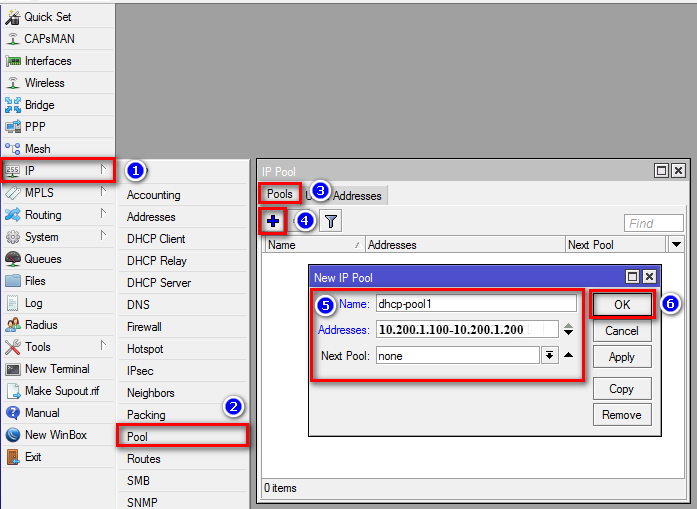 Quick Set
CAPsMAN
Interfaces
Wireless
Bridge
PPP
Mesh
IP
MPLS
Routing
System
Queues
Files
Log
Radius
Tools
New Terminal
Make Supout.rif
Manual
New WinBox
Exit
1
Accounting
Addresses
DHCP Client
DHCP Relay
DHCP Server
DNS
Firewall
Hotspot
IPsec
Neighbors
Packing
2
Pool
Routes
SMB
SNMP
IP Pool
Pools
3
Addresses
4
Find
Name
Addresses
Next Pool
New IP Pool
5
Name: dhcp-pool1
Addresses: 10.200.1.100-10.200.1.200
Next Pool: none
OK
6
Cancel
Apply
Copy
Remove
0 items